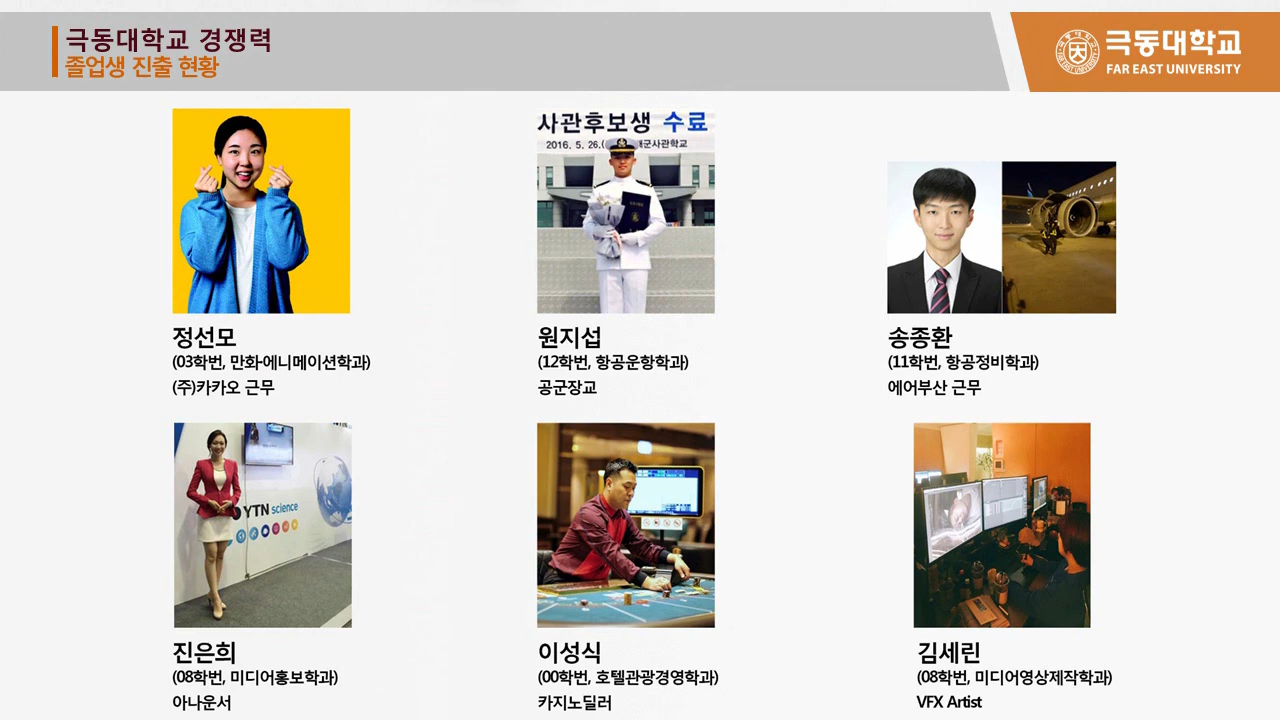 극동대학교 경쟁력
졸업생 진출 현황
극동대학교
FAR EAST UNIVERSITY
사관후보생 수료
2016. 5. 26.
군사관학교
정선모
(03학번, 만화·에니메이션학과)
(주)카카오 근무
원지섭
(12학번, 항공운항학과)
공군장교
송종환
(11학번, 항공정비학과)
에어부산 근무
YTN
YTN science
진은희
(08학번, 미디어홍보학과)
아나운서
이성식
(00학번, 호텔관광경영학과)
카지노딜러
김세린
(08학번, 미디어영상제작학과)
VFX Artist